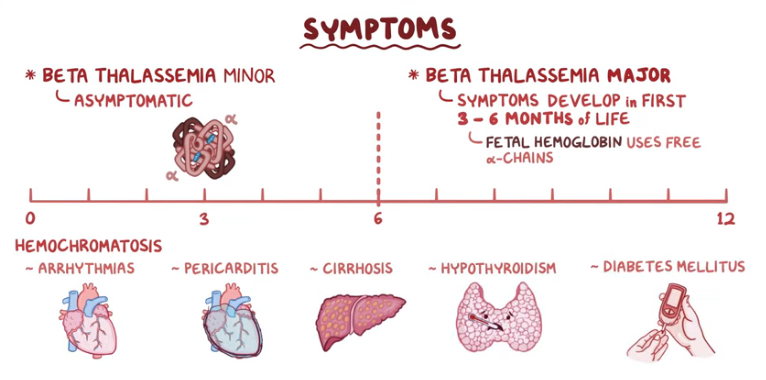 SYMPTOMS
* BETA THALASSEMIA MINOR
ASYMPTOMATIC
α
α
* BETA THALASSEMIA MAJOR
SYMPTOMS DEVELOP in FIRST
3 - 6 MONTHS of LIFE
FETAL HEMOGLOBIN USES FREE
α-CHAINS
0 3 6 12
HEMOCHROMATOSIS
~ ARRHYTHMIAS ~ PERICARDITIS ~ CIRRHOSIS ~ HYPOTHYROIDISM ~ DIABETES MELLITUS